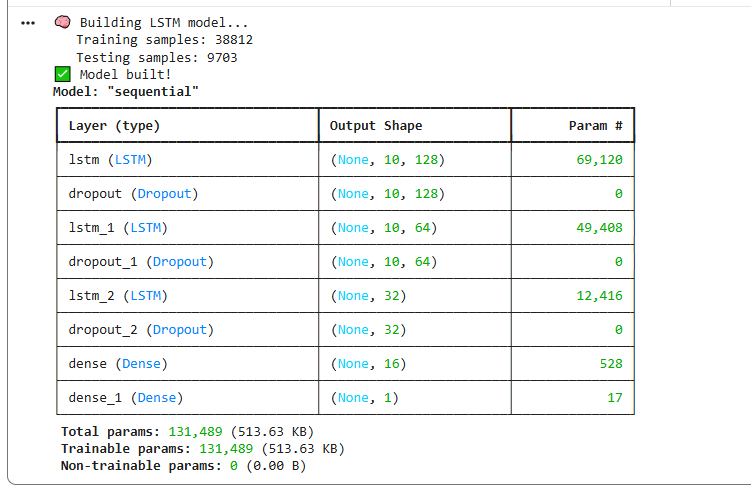 ••• 🧠 Building LSTM model...
Training samples: 38812
Testing samples: 9703
✅ Model built!
Model: "sequential"
Layer (type) Output Shape Param #
lstm (LSTM) (None, 10, 128) 69,120
dropout (Dropout) (None, 10, 128) 0
lstm_1 (LSTM) (None, 10, 64) 49,408
dropout_1 (Dropout) (None, 10, 64) 0
lstm_2 (LSTM) (None, 32) 12,416
dropout_2 (Dropout) (None, 32) 0
dense (Dense) (None, 16) 528
dense_1 (Dense) (None, 1) 17
Total params: 131,489 (513.63 KB)
Trainable params: 131,489 (513.63 KB)
Non-trainable params: 0 (0.00 B)